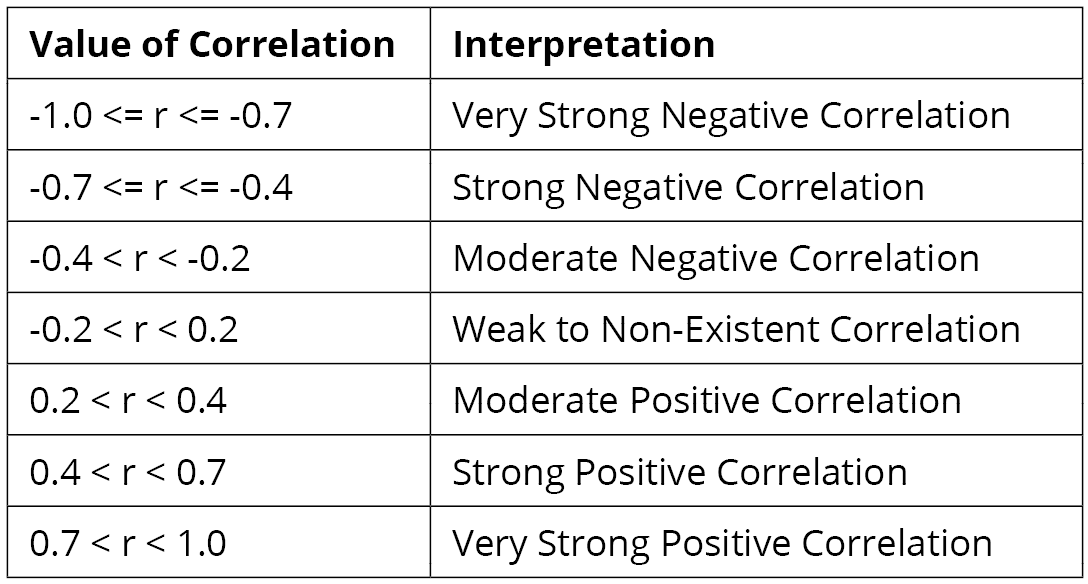 Value of Correlation Interpretation
-1.0 <= r <= -0.7 Very Strong Negative Correlation
-0.7 <= r <= -0.4 Strong Negative Correlation
-0.4 < r < -0.2 Moderate Negative Correlation
-0.2 < r < 0.2 Weak to Non-Existent Correlation
0.2 < r < 0.4 Moderate Positive Correlation
0.4 < r < 0.7 Strong Positive Correlation
0.7 < r < 1.0 Very Strong Positive Correlation